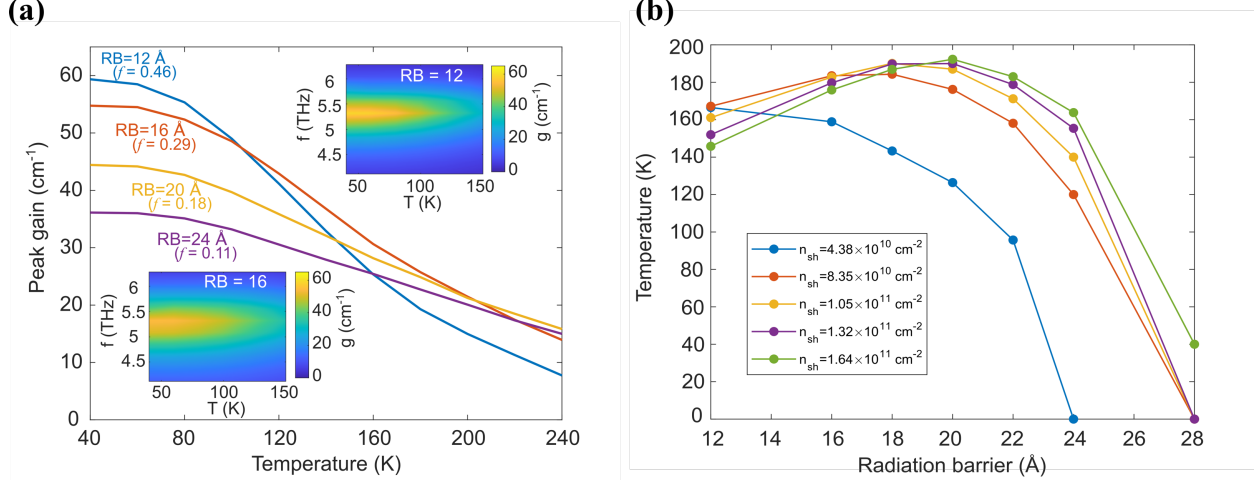 (a)
Peak gain (cm⁻¹)
60
50
40
30
20
10
0
RB=12 Å
(f = 0.46)
RB=16 Å
(f = 0.29)
RB=20 Å
(f = 0.18)
RB=24 Å
(f = 0.11)
RB = 12
f (THz)
6
5.5
5
4.5
50 100 150
T (K)
60
40
20
0
g (cm⁻¹)
RB = 16
f (THz)
6
5.5
5
4.5
50 100 150
T (K)
60
40
20
0
g (cm⁻¹)
40 80 120 160 200 240
Temperature (K)
(b)
Temperature (K)
200
180
160
140
120
100
80
60
40
20
0
n_sh=4.38×10¹⁰ cm⁻²
n_sh=8.35×10¹⁰ cm⁻²
n_sh=1.05×10¹¹ cm⁻²
n_sh=1.32×10¹¹ cm⁻²
n_sh=1.64×10¹¹ cm⁻²
12 14 16 18 20 22 24 26 28
Radiation barrier (Å)